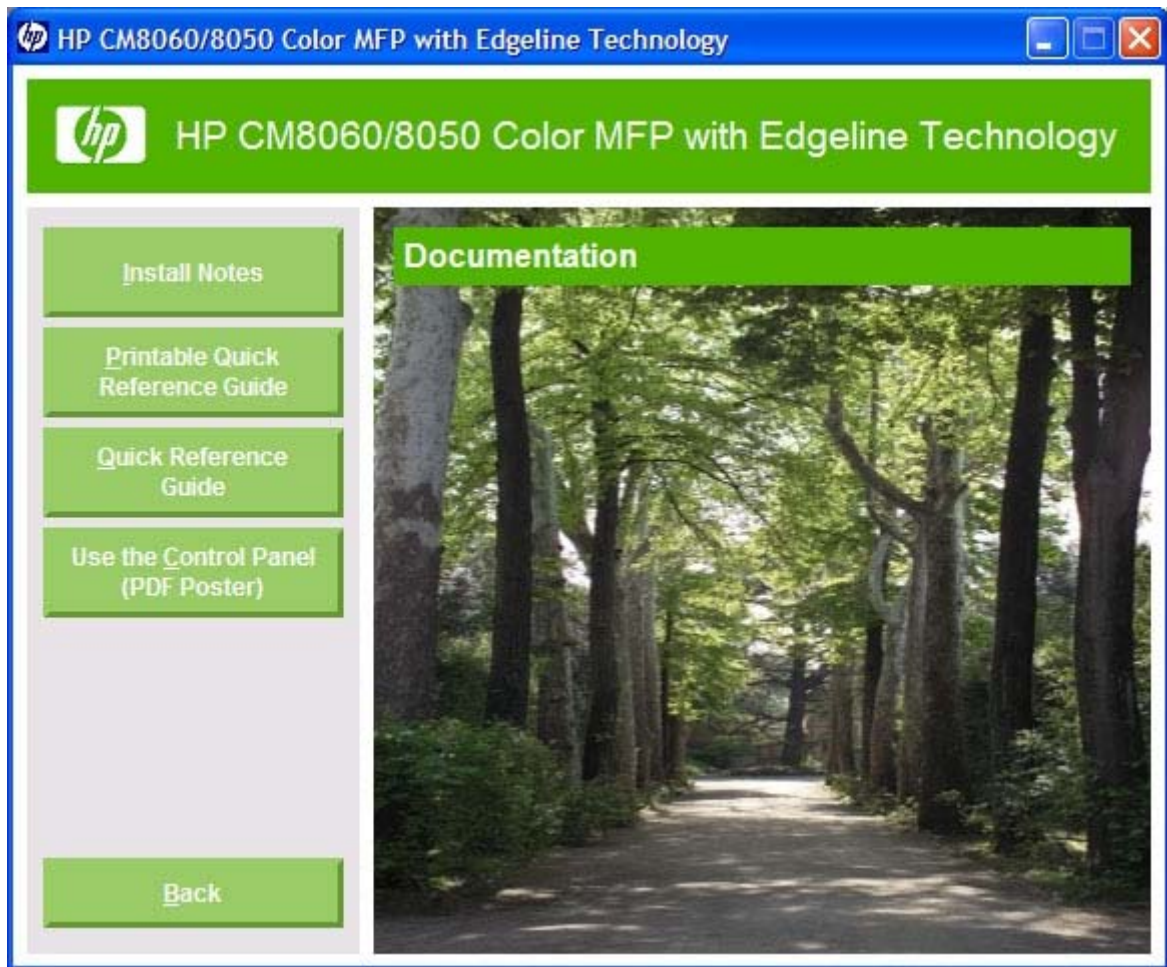 HP CM8060/8050 Color MFP with Edgeline Technology
hp HP CM8060/8050 Color MFP with Edgeline Technology
Documentation
Install Notes
Printable Quick
Reference Guide
Quick Reference
Guide
Use the Control Panel
(PDF Poster)
Back